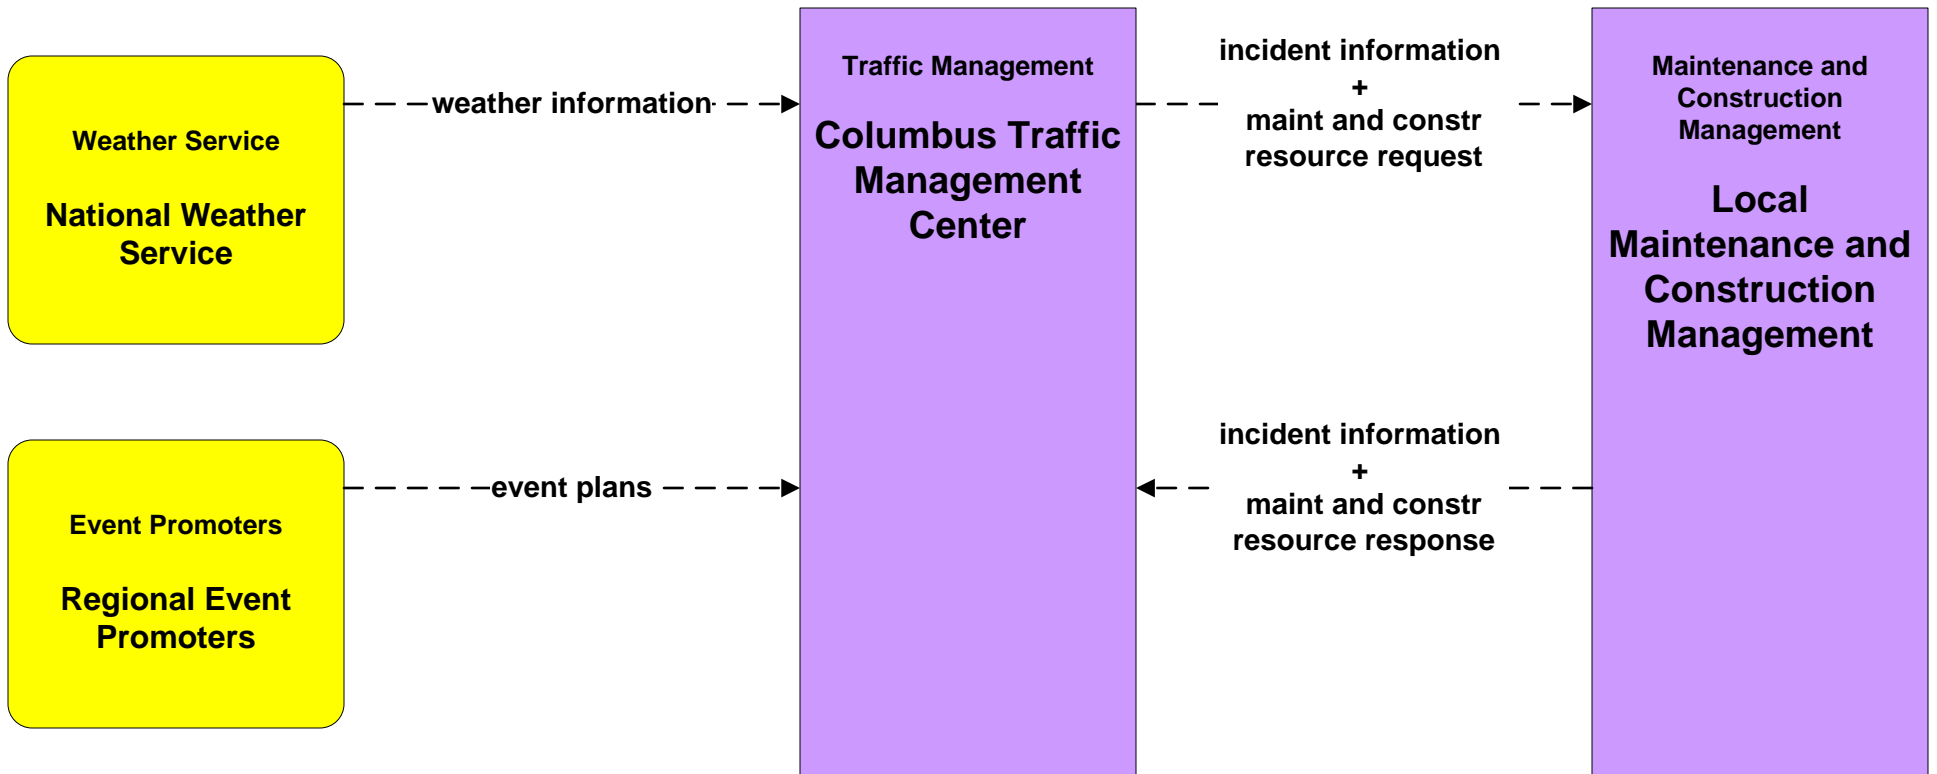 Weather Service
National Weather
Service
weather information
Traffic Management
Columbus Traffic
Management
Center
incident information
+
maint and constr
resource request
Maintenance and
Construction
Management
Local
Maintenance and
Construction
Management
Event Promoters
Regional Event
Promoters
event plans
incident information
+
maint and constr
resource response